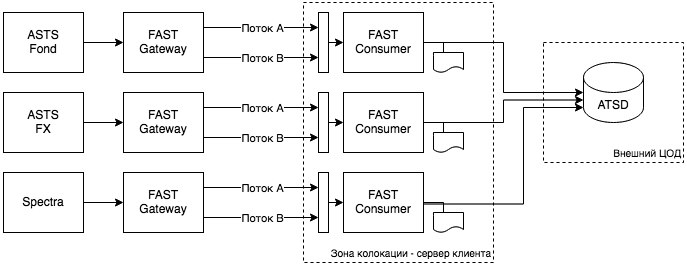 ASTS
Fond
FAST
Gateway
Поток A
Поток B
FAST
Consumer
ASTS
FX
FAST
Gateway
Поток A
Поток B
FAST
Consumer
ATSD
Внешний ЦОД
Spectra
FAST
Gateway
Поток A
Поток B
FAST
Consumer
Зона колокации - сервер клиента